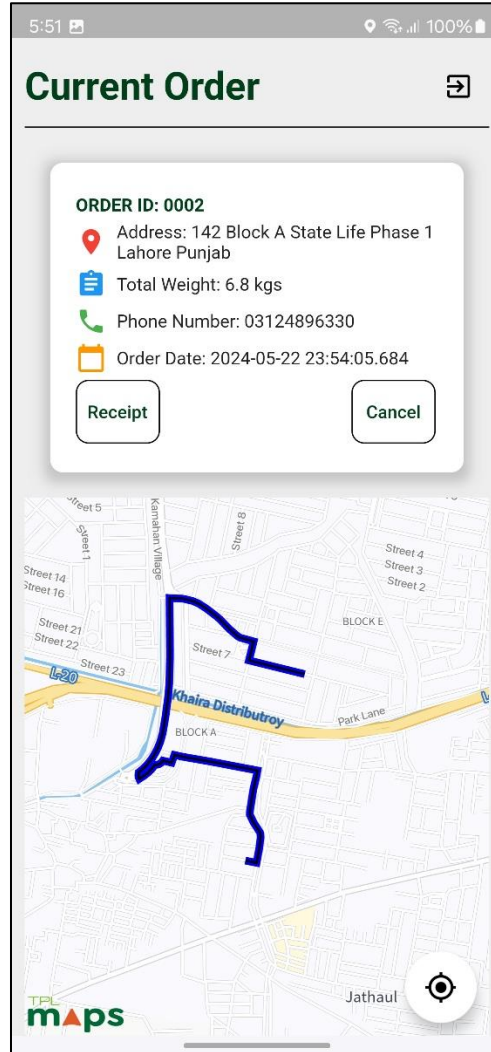 5:51
100%
Current Order
ORDER ID: 0002
Address: 142 Block A State Life Phase 1
Lahore Punjab
Total Weight: 6.8 kgs
Phone Number: 03124896330
Order Date: 2024-05-22 23:54:05.684
Receipt
Cancel
Street 5
Kamahan Village
Street 8
Street 1
Street 4
Street 3
Street 2
Street 14
Street 16
BLOCK E
Street 21
Street 22
Street 7
Street 23
L-20
Khaira Distributroy
Park Lane
BLOCK A
Jathaul
TPL
maps